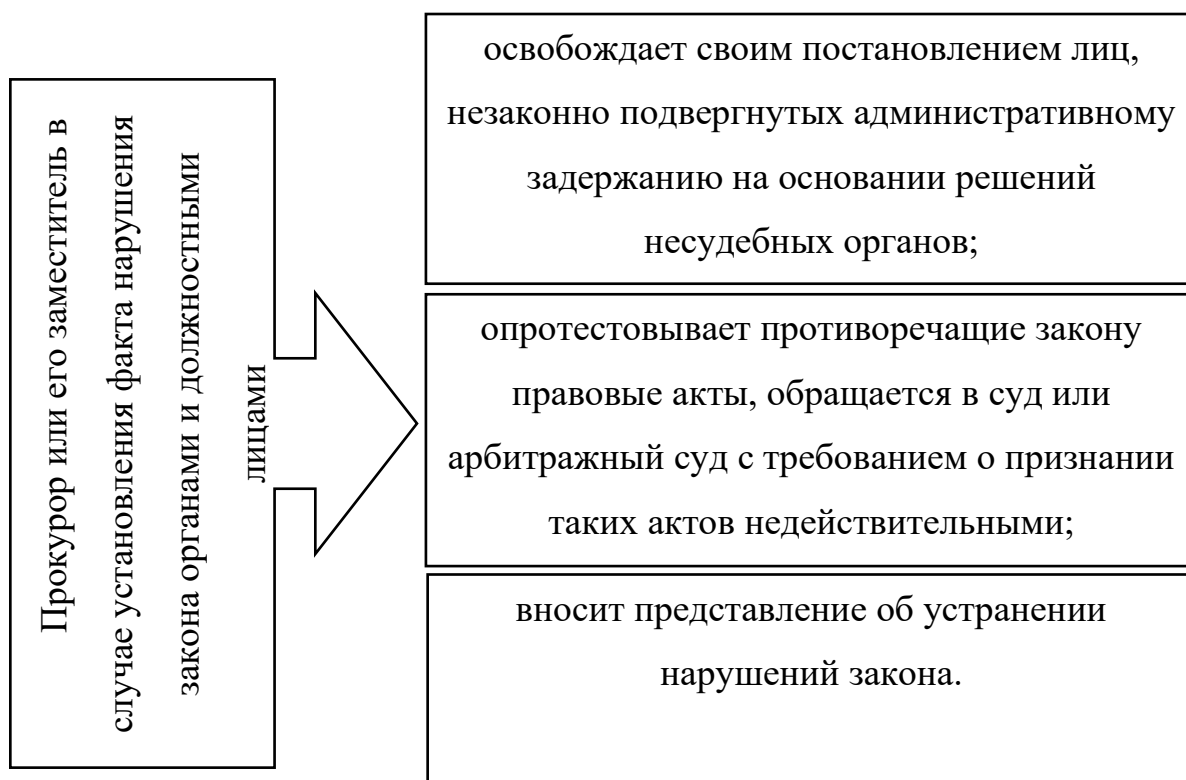 Прокурор или его заместитель в
случае установления факта нарушения
закона органами и должностными
лицами
освобождает своим постановлением лиц,
незаконно подвергнутых административному
задержанию на основании решений
несудебных органов;
опротестовывает противоречащие закону
правовые акты, обращается в суд или
арбитражный суд с требованием о признании
таких актов недействительными;
вносит представление об устранении
нарушений закона.